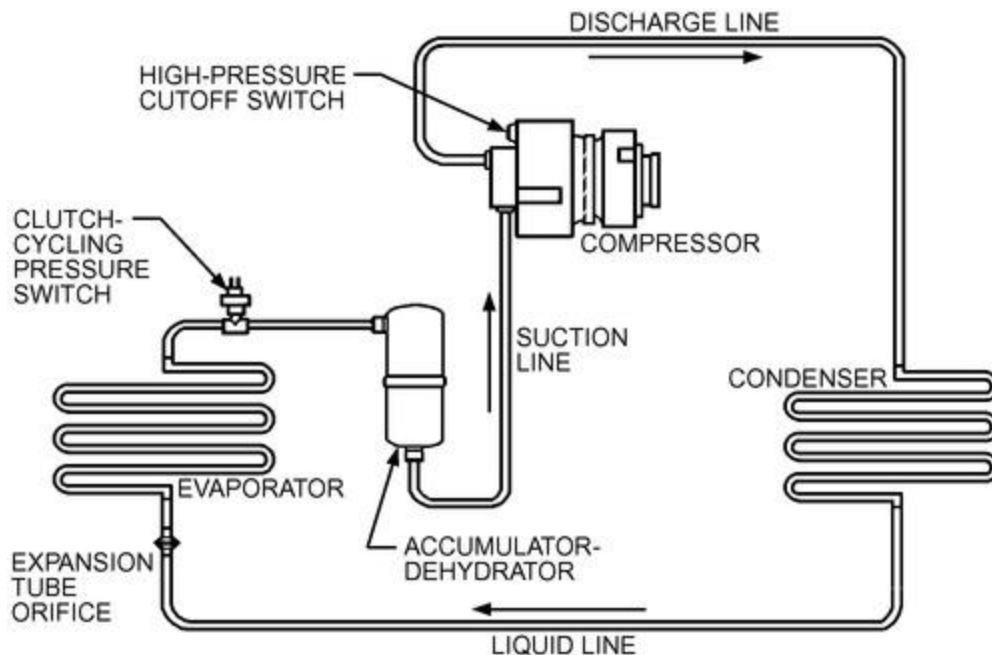 DISCHARGE LINE
HIGH-PRESSURE
CUTOFF SWITCH
CLUTCH-
CYCLING
PRESSURE
SWITCH
COMPRESSOR
SUCTION
LINE
CONDENSER
EVAPORATOR
EXPANSION
TUBE
ORIFICE
ACCUMULATOR-
DEHYDRATOR
LIQUID LINE